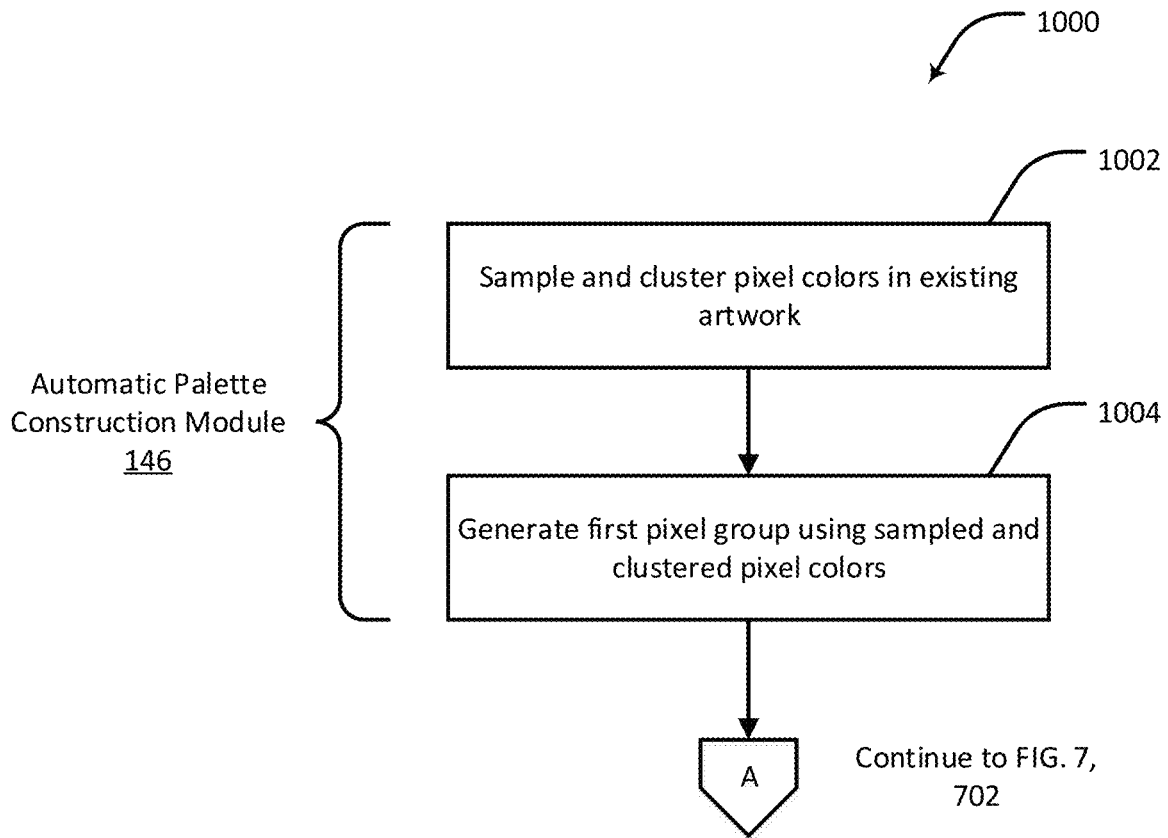 1000
1002
Sample and cluster pixel colors in existing
artwork
Automatic Palette
Construction Module
146
1004
Generate first pixel group using sampled and
clustered pixel colors
A
Continue to FIG. 7,
702